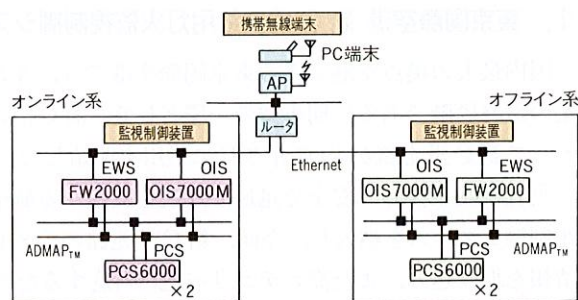 携帯無線端末
PC端末
AP
オンライン系
オフライン系
監視制御装置
ルータ
監視制御装置
EWS
OIS
Ethernet
OIS
EWS
FW2000
OIS7000M
OIS7000M
FW2000
ADMAPTM
PCS
PCS6000
×2
PCS
ADMAPTM
PCS6000
×2